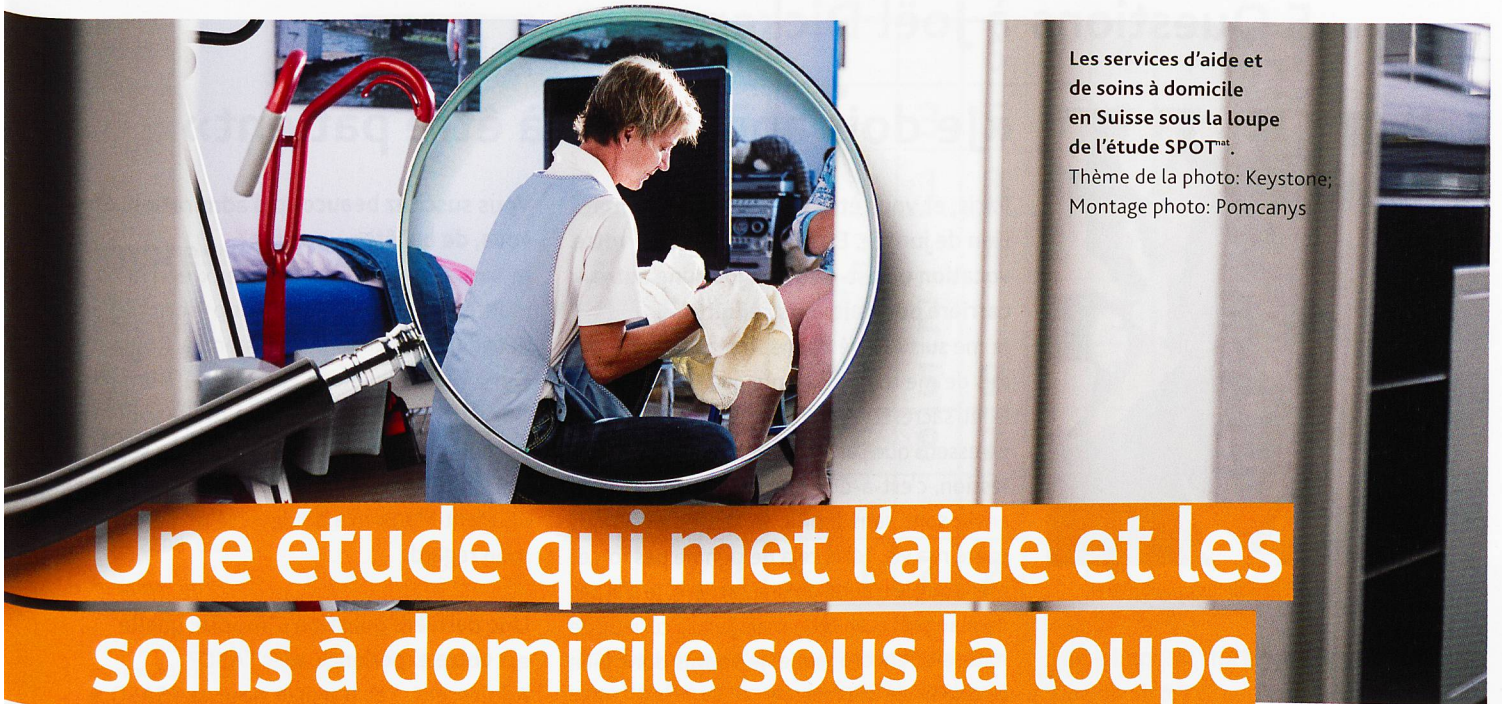 Les services d'aide et
de soins à domicile
en Suisse sous la loupe
de l'étude SPOTnat.
Thème de la photo: Keystone;
Montage photo: Pomcanys
Une étude qui met l'aide et les
soins à domicile sous la loupe